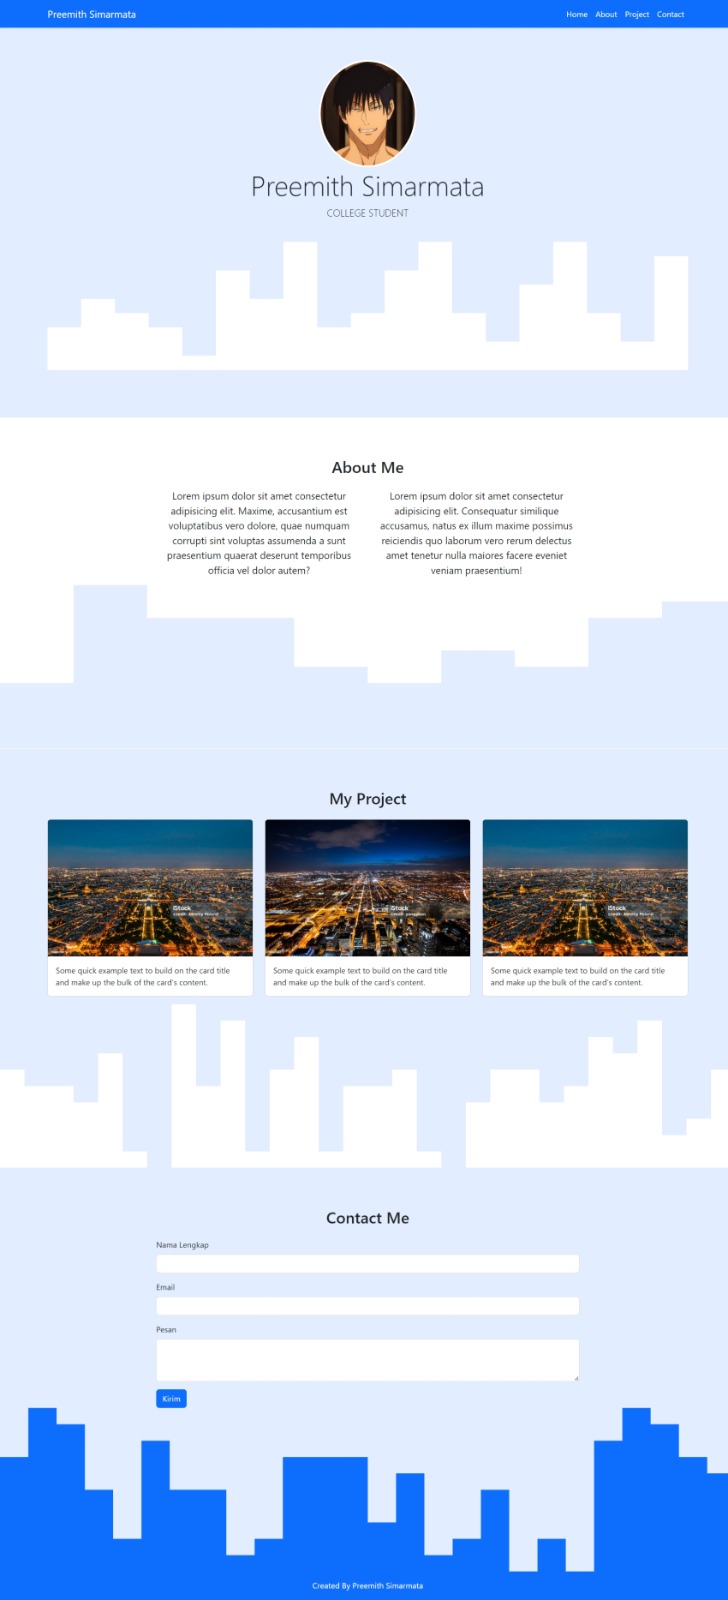 Preemith Simarmata
Home About Project Contact
Preemith Simarmata
COLLEGE STUDENT
About Me
Lorem ipsum dolor sit amet consectetur
adipisicing elit. Maxime, accusantium est
voluptatibus vero dolore, quae numquam
corrupti sint voluptas assumenda a sunt
praesentium quaerat deserunt temporibus
officia vel dolor autem?
Lorem ipsum dolor sit amet consectetur
adipisicing elit. Consequatur similique
accusamus, natus ex illum maxime possimus
reiciendis quo laborum vero rerum delectus
amet tenetur nulla maiores facere eveniet
veniam praesentium!
My Project
iStock
iStock
iStock
Some quick example text to build on the card title
and make up the bulk of the card's content.
Some quick example text to build on the card title
and make up the bulk of the card's content.
Some quick example text to build on the card title
and make up the bulk of the card's content.
Contact Me
Nama Lengkap
Email
Pesan
Kirim
Created By Preemith Simarmata